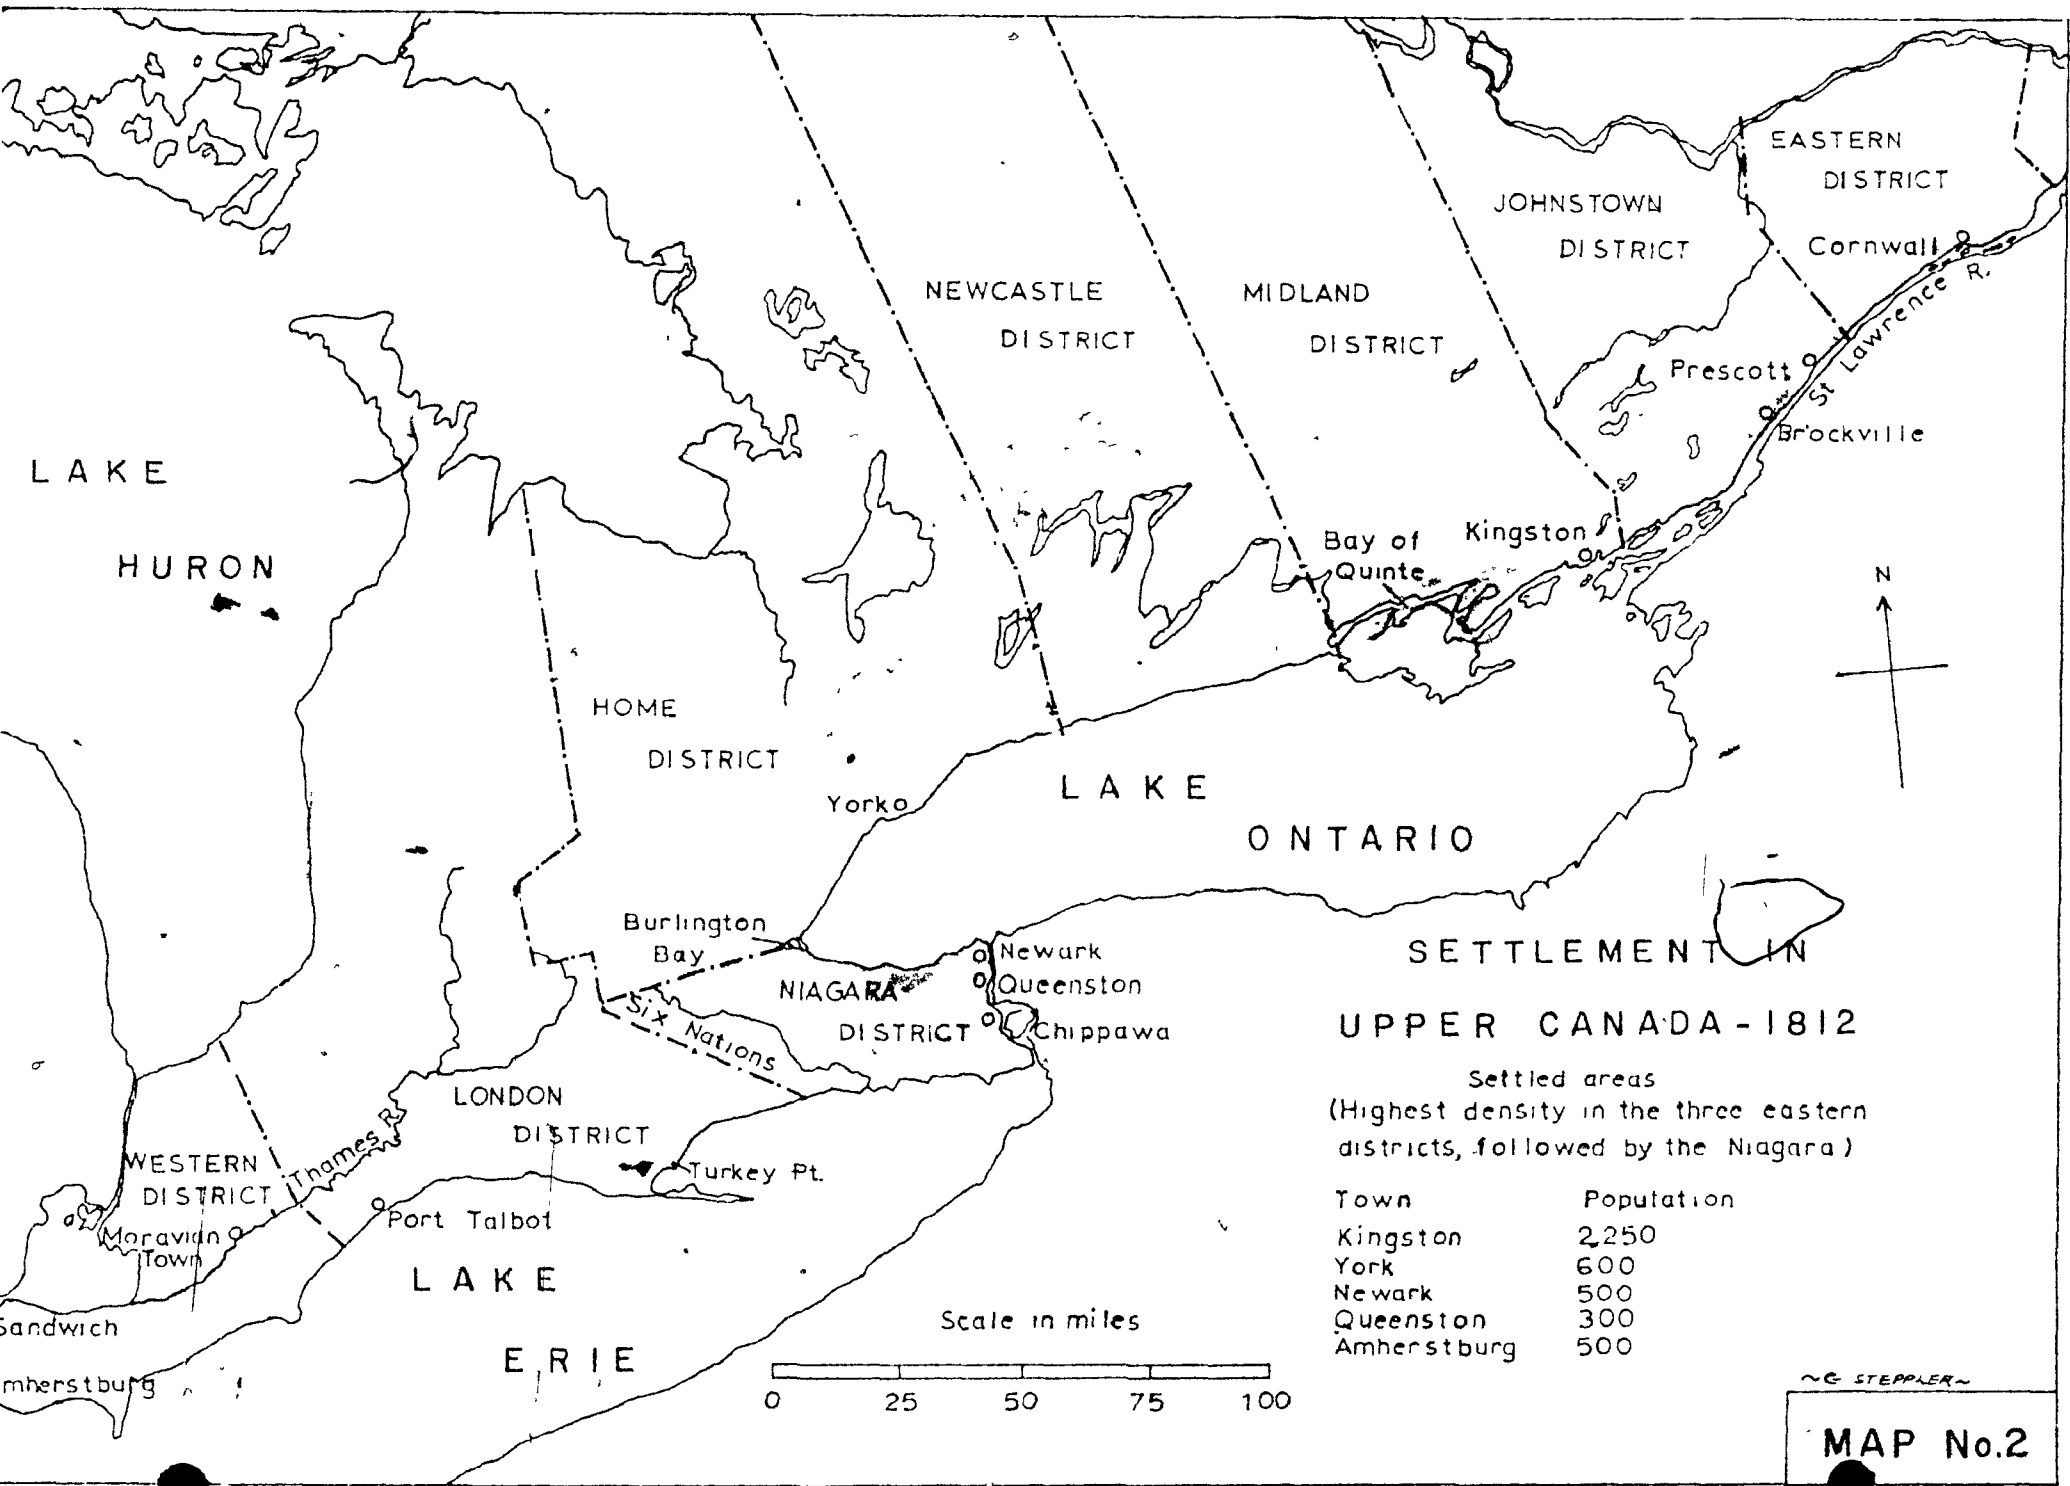 EASTERN
DISTRICT
JOHNSTOWN
DISTRICT
Cornwall
St Lawrence R.
NEWCASTLE
DISTRICT
MIDLAND
DISTRICT
Prescott
Brockville
LAKE
HURON
Bay of
Quinte
Kingston
N
HOME
DISTRICT
York
LAKE
ONTARIO
Burlington
Bay
Newark
Queenston
Chippawa
NIAGARA
DISTRICT
Six Nations
LONDON
DISTRICT
Thames R.
Turkey Pt.
WESTERN
DISTRICT
Port Talbot
Moravian
Town
LAKE
ERIE
Sandwich
mherstburg
SETTLEMENT IN
UPPER CANADA-1812
Settled areas
(Highest density in the three eastern
districts, followed by the Niagara)
Town Population
Kingston 2,250
York 600
Newark 500
Queenston 300
Amherstburg 500
Scale in miles
0 25 50 75 100
~G STEPPLER~
MAP No.2